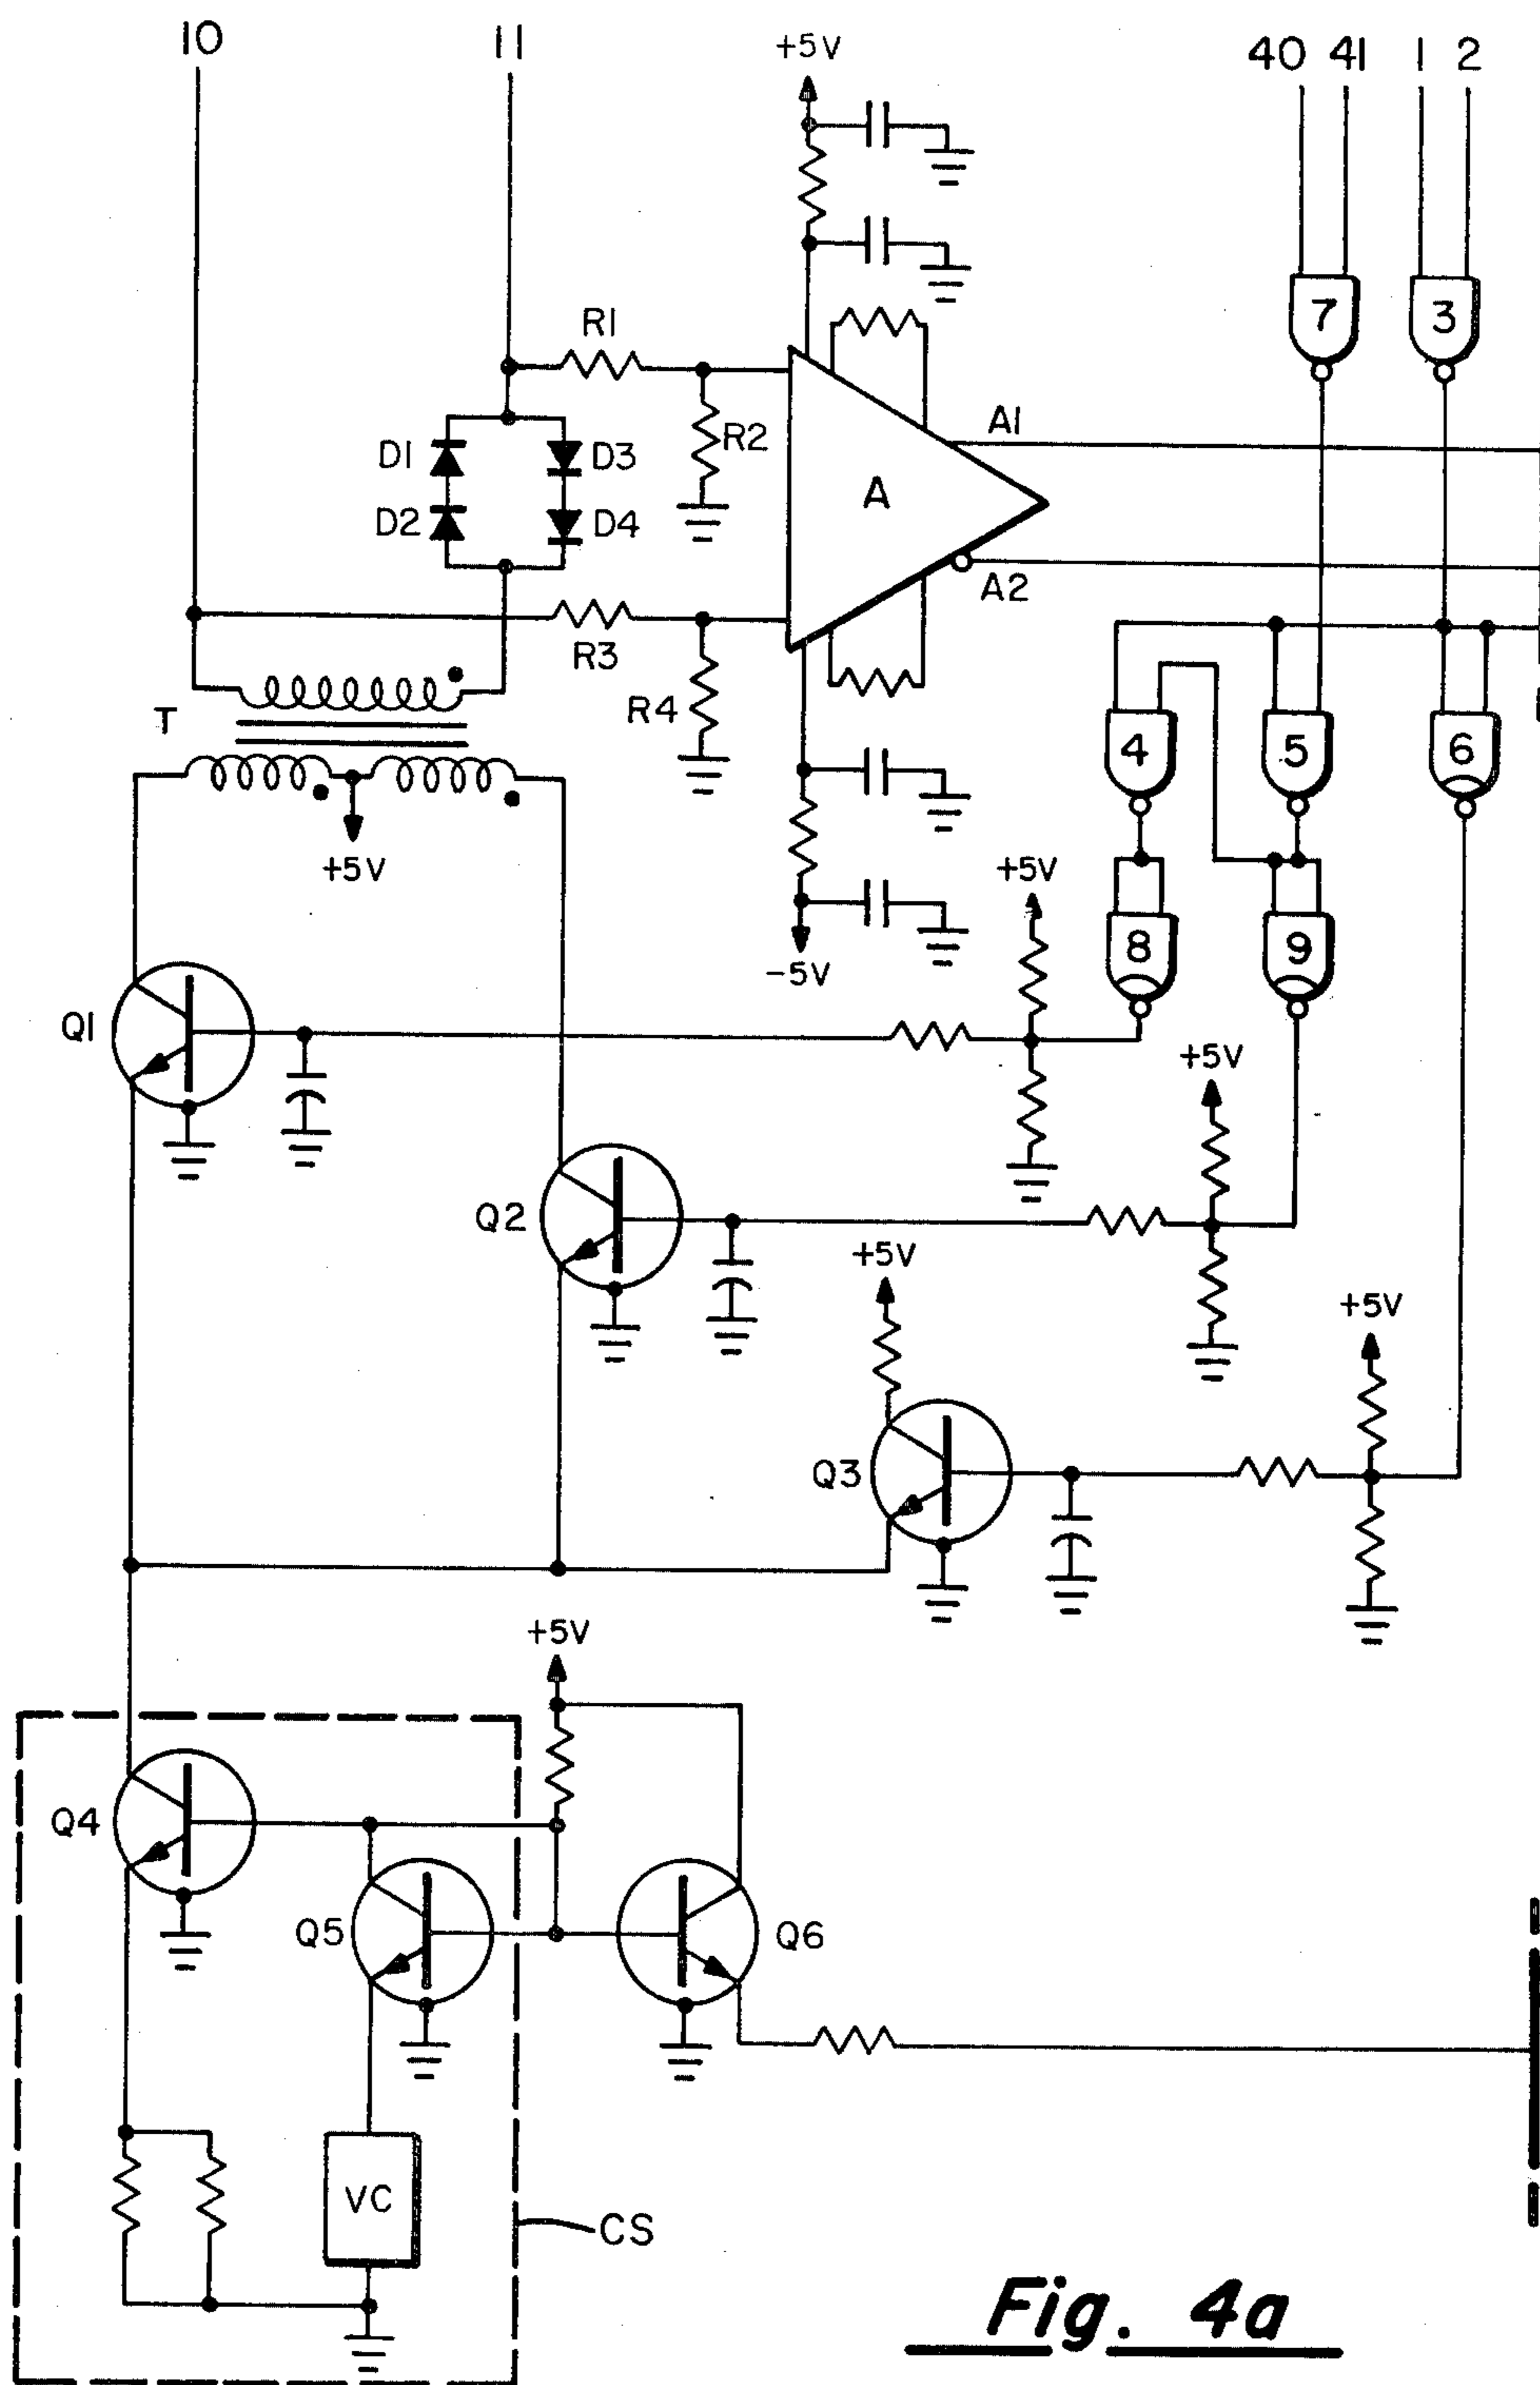 10
11
+5V
40 41 1 2
R1
7
3
D1
D3
R2
A1
A
D2
D4
A2
R3
T
R4
4
5
6
+5V
+5V
8
9
-5V
Q1
+5V
Q2
+5V
+5V
Q3
+5V
Q4
Q5
Q6
VC
CS
Fig. 4a